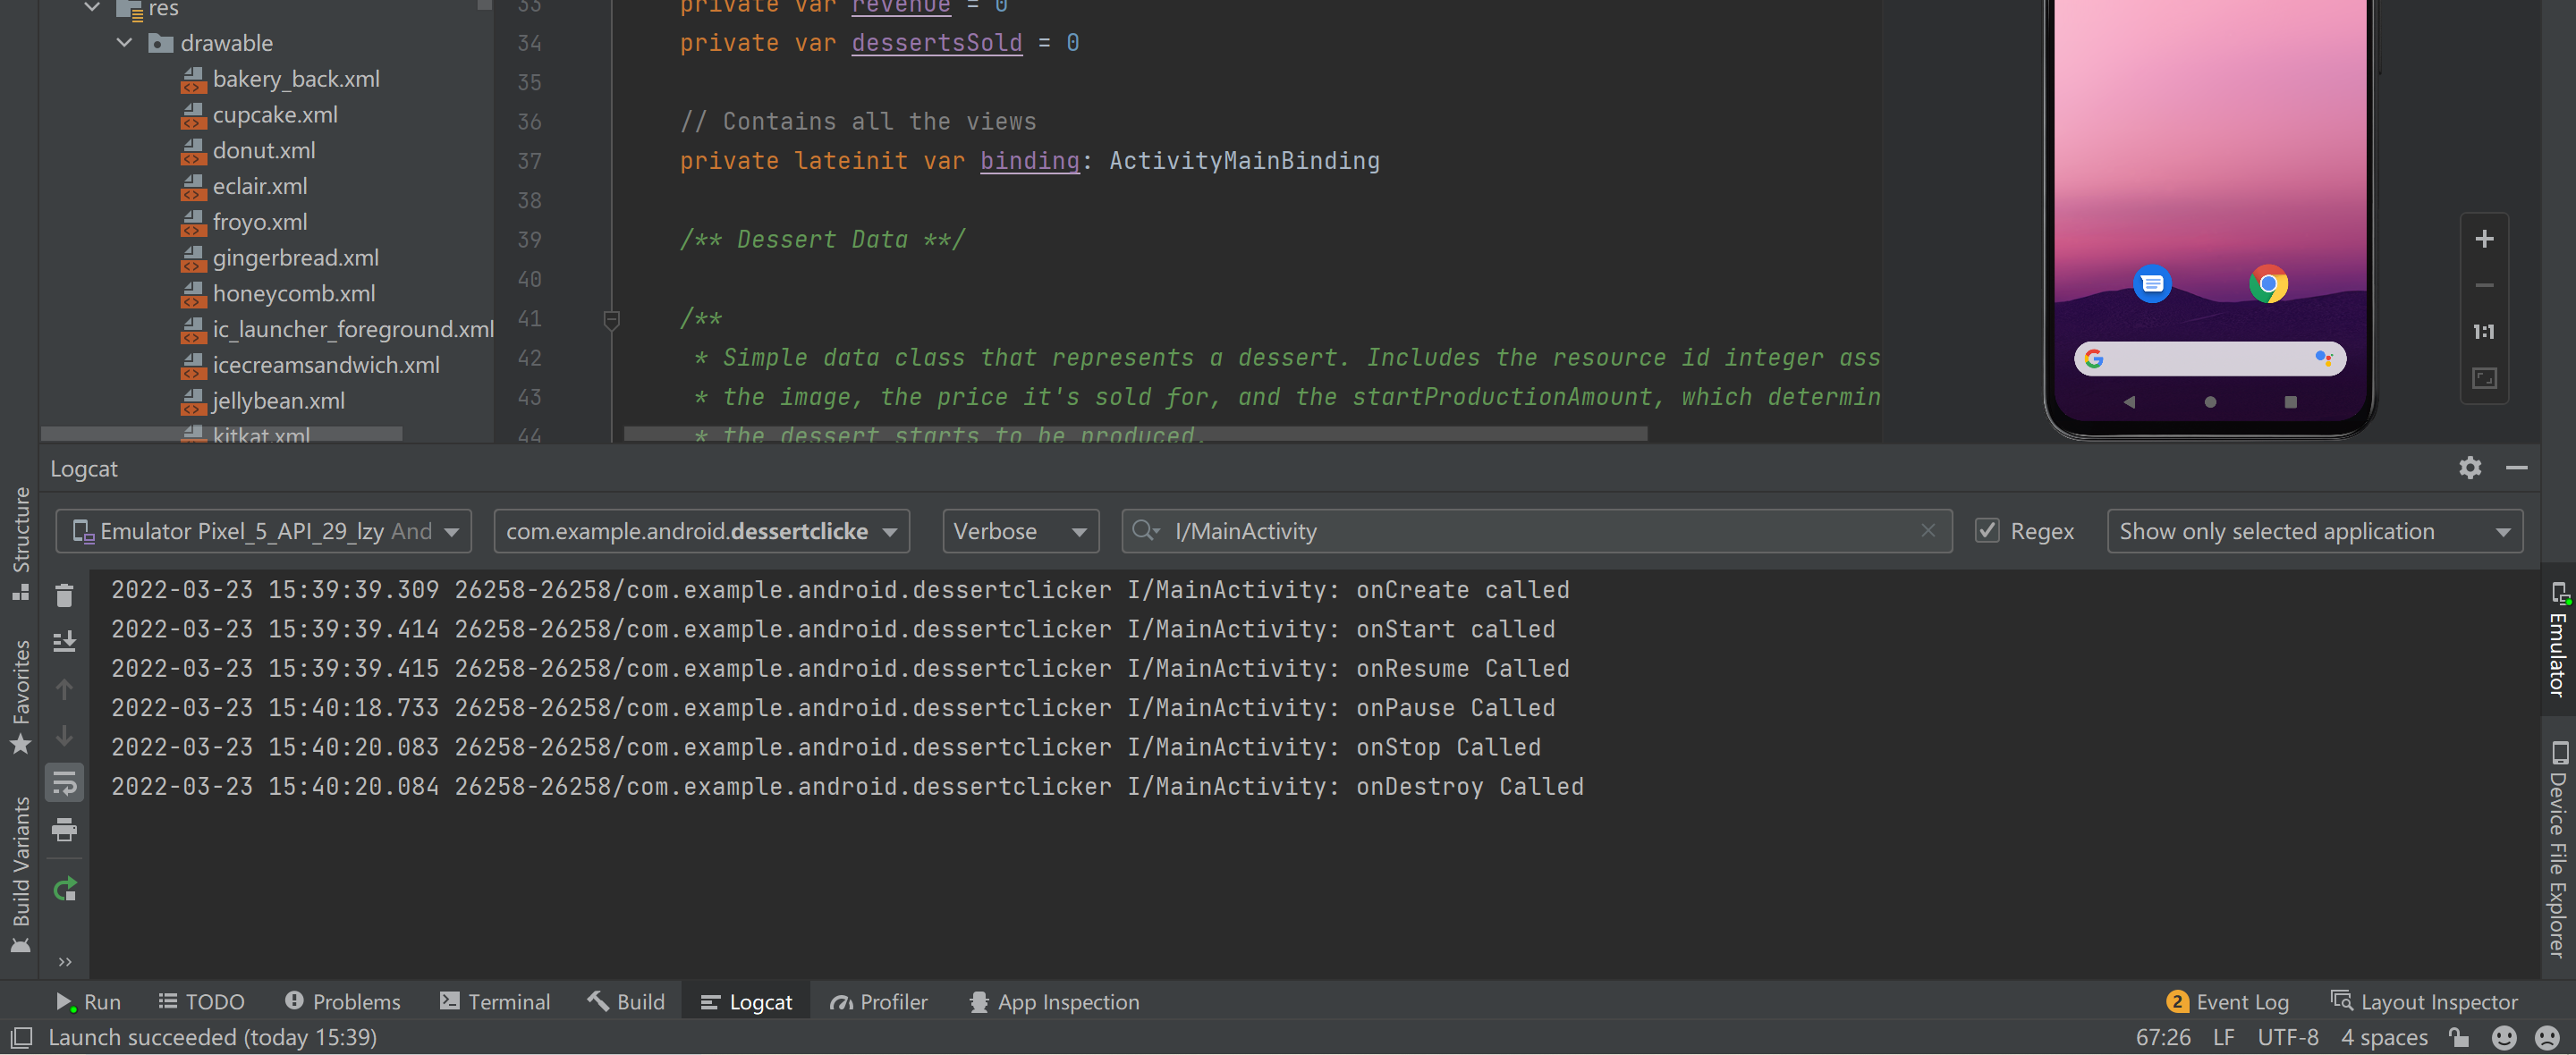 res
drawable
bakery_back.xml
cupcake.xml
donut.xml
eclair.xml
froyo.xml
gingerbread.xml
honeycomb.xml
ic_launcher_foreground.xml
icecreamsandwich.xml
jellybean.xml
kitkat.xml
33 private var revenue = 0
34 private var dessertsSold = 0
35
36 // Contains all the views
37 private lateinit var binding: ActivityMainBinding
38
39 /** Dessert Data **/
40
41 /**
42 * Simple data class that represents a dessert. Includes the resource id integer ass
43 * the image, the price it's sold for, and the startProductionAmount, which determin
44 * the dessert starts to be produced.
1:1
Logcat
Emulator Pixel_5_API_29_lzy And
com.example.android.dessertclicke
Verbose
I/MainActivity
Regex
Show only selected application
2022-03-23 15:39:39.309 26258-26258/com.example.android.dessertclicker I/MainActivity: onCreate called
2022-03-23 15:39:39.414 26258-26258/com.example.android.dessertclicker I/MainActivity: onStart called
2022-03-23 15:39:39.415 26258-26258/com.example.android.dessertclicker I/MainActivity: onResume Called
2022-03-23 15:40:18.733 26258-26258/com.example.android.dessertclicker I/MainActivity: onPause Called
2022-03-23 15:40:20.083 26258-26258/com.example.android.dessertclicker I/MainActivity: onStop Called
2022-03-23 15:40:20.084 26258-26258/com.example.android.dessertclicker I/MainActivity: onDestroy Called
Structure
Favorites
Build Variants
Emulator
Device File Explorer
Run
TODO
Problems
Terminal
Build
Logcat
Profiler
App Inspection
2 Event Log
Layout Inspector
Launch succeeded (today 15:39)
67:26
LF
UTF-8
4 spaces